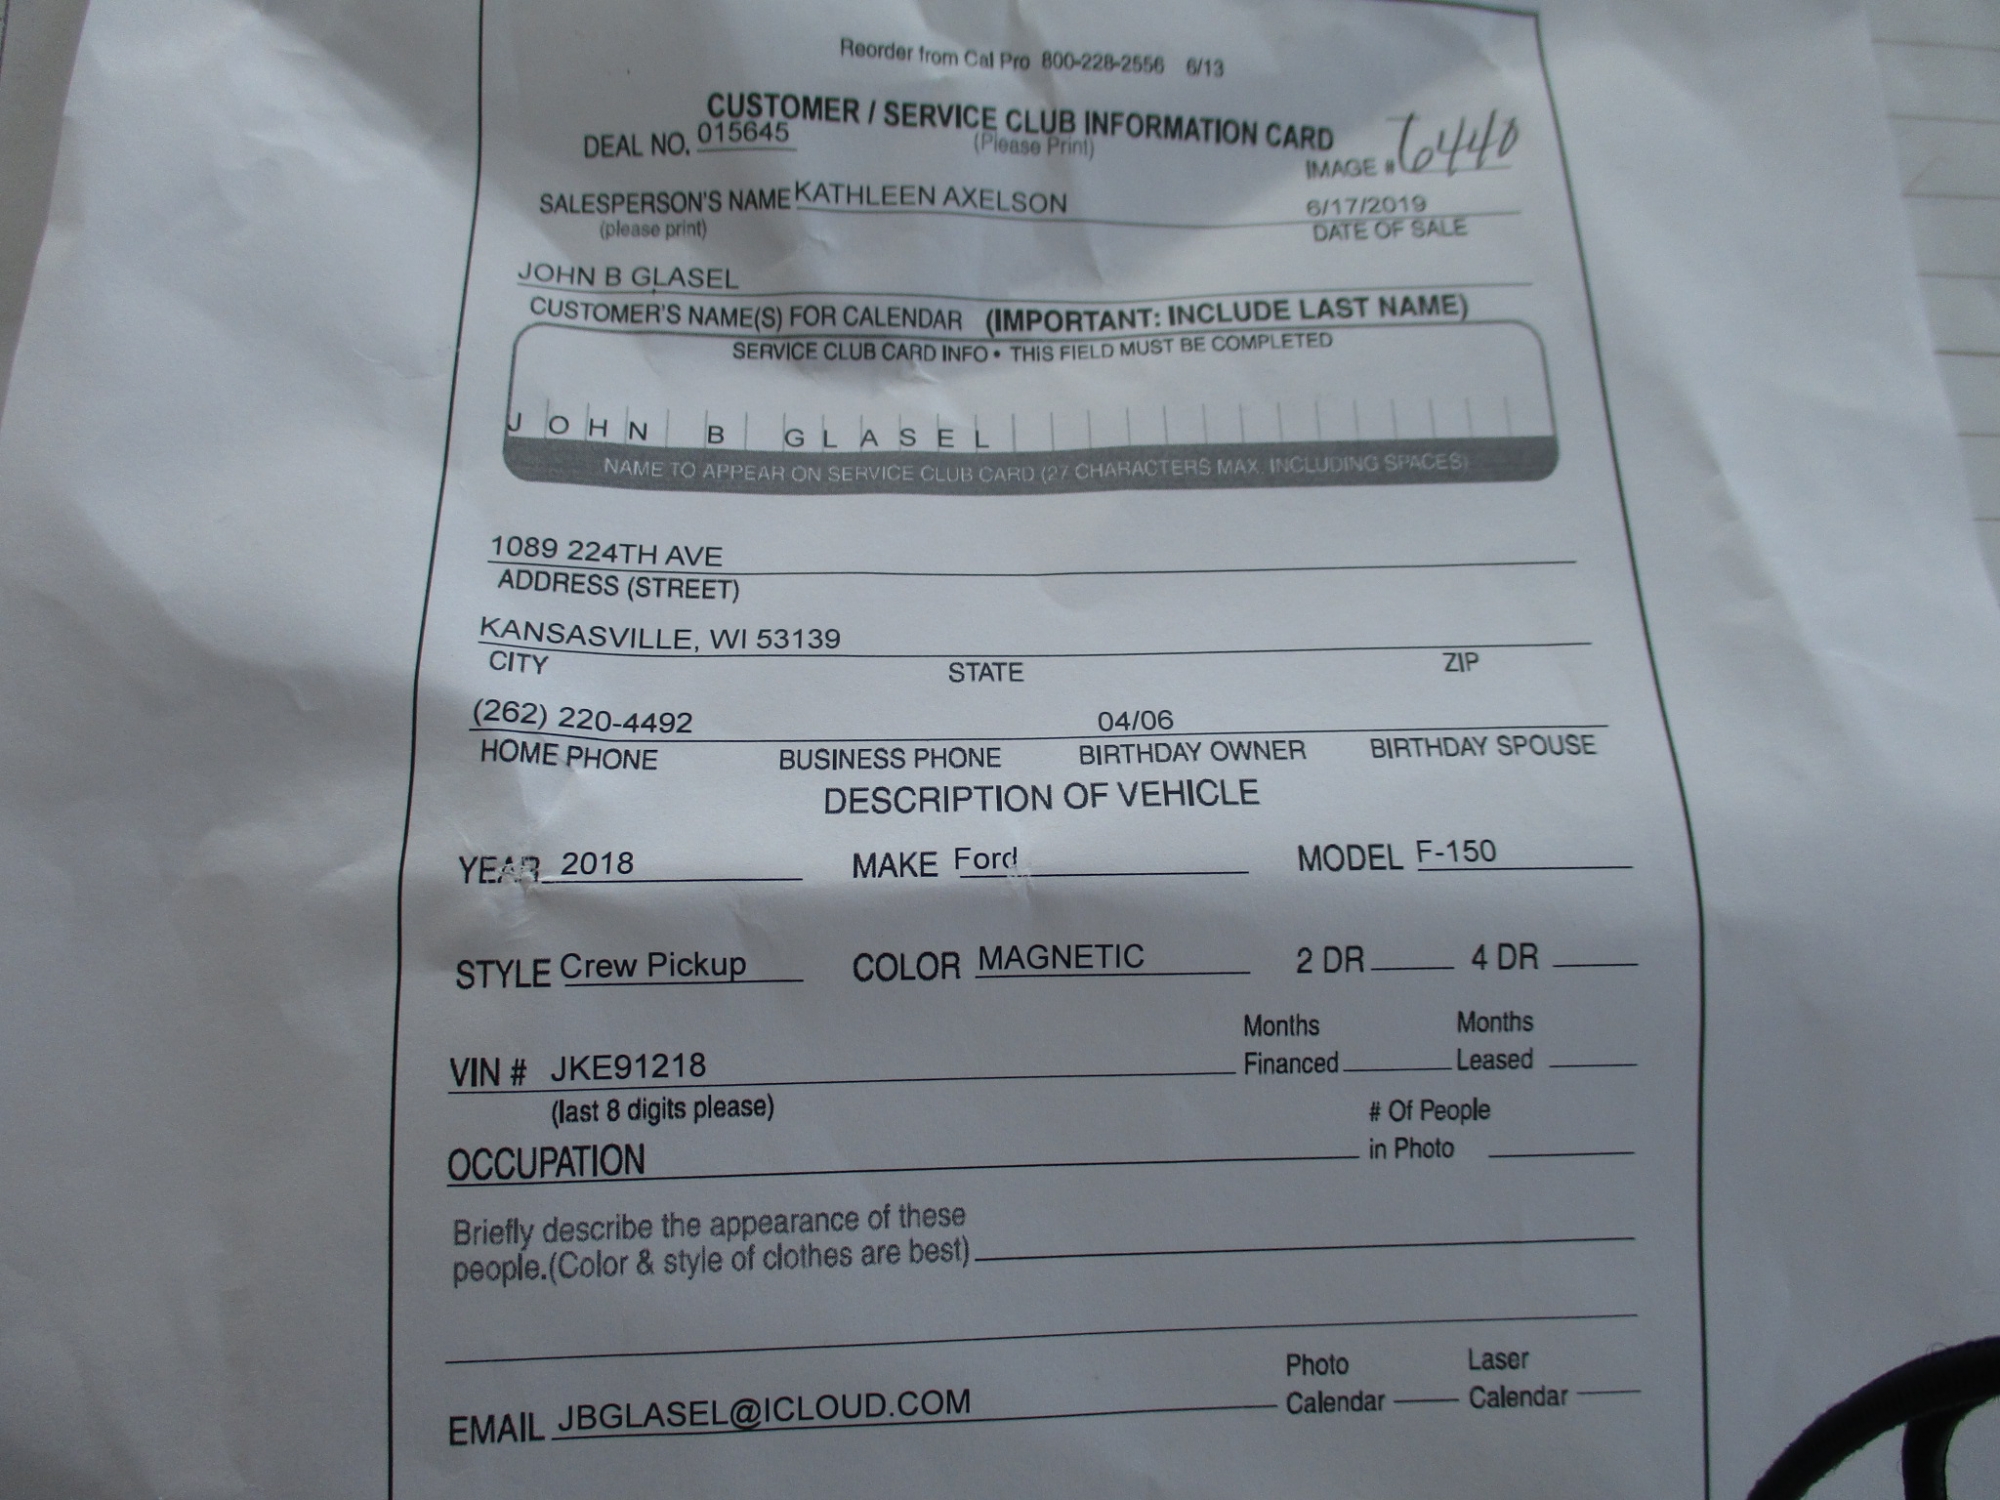 Reorder from Cal Pro 800-228-2556 6/13
CUSTOMER / SERVICE CLUB INFORMATION CARD
DEAL NO. 015645 (Please Print) IMAGE # 6440
SALESPERSON'S NAME KATHLEEN AXELSON 6/17/2019
(please print) DATE OF SALE
JOHN B GLASEL
CUSTOMER'S NAME(S) FOR CALENDAR (IMPORTANT: INCLUDE LAST NAME)
SERVICE CLUB CARD INFO • THIS FIELD MUST BE COMPLETED
JOHN B GLASEL
NAME TO APPEAR ON SERVICE CLUB CARD (27 CHARACTERS MAX. INCLUDING SPACES)
1089 224TH AVE
ADDRESS (STREET)
KANSASVILLE, WI 53139
CITY STATE ZIP
(262) 220-4492 04/06
HOME PHONE BUSINESS PHONE BIRTHDAY OWNER BIRTHDAY SPOUSE
DESCRIPTION OF VEHICLE
YEAR 2018 MAKE Ford MODEL F-150
STYLE Crew Pickup COLOR MAGNETIC 2 DR 4 DR
Months Months
VIN # JKE91218 Financed Leased
(last 8 digits please) # Of People
OCCUPATION in Photo
Briefly describe the appearance of these
people.(Color & style of clothes are best)
Photo Laser
EMAIL JBGLASEL@ICLOUD.COM Calendar Calendar